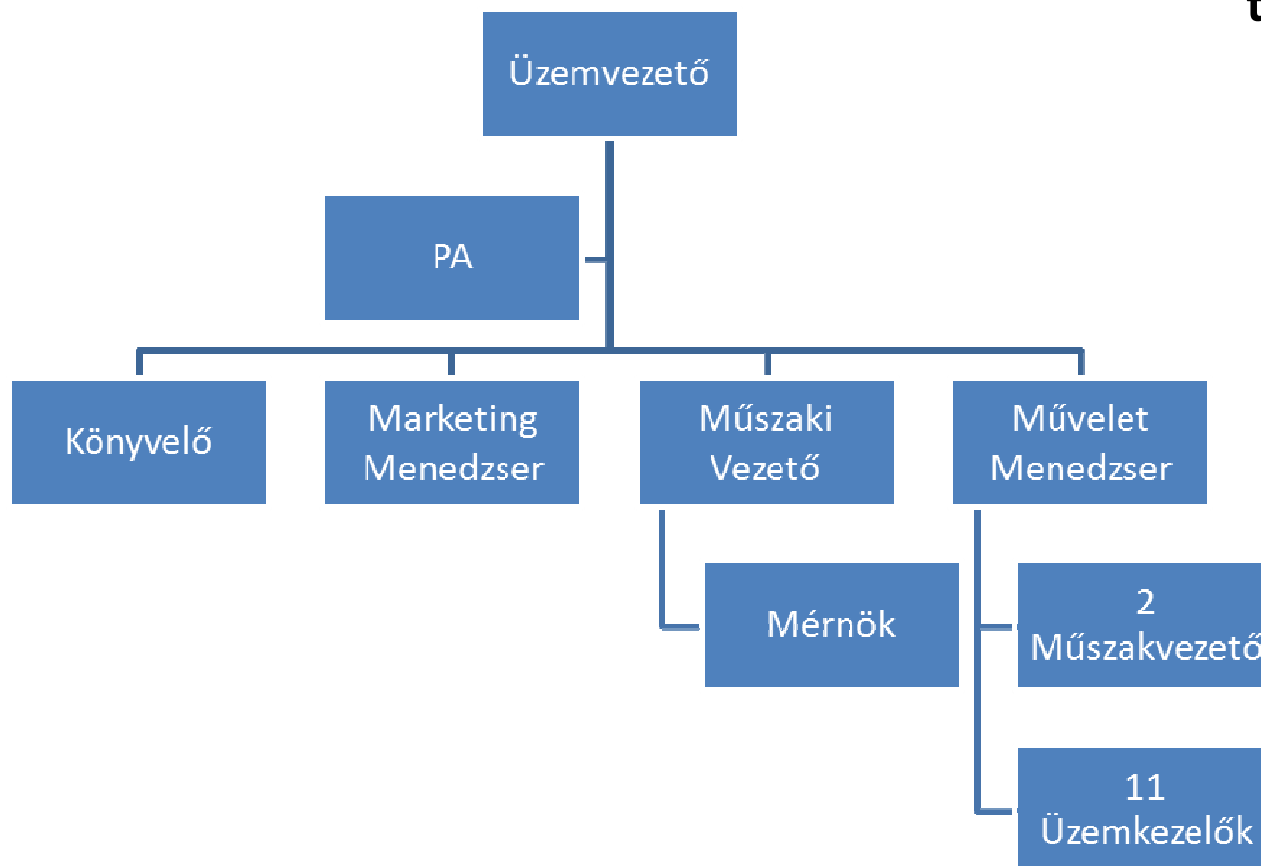 Üzemvezető
PA
Könyvelő
Marketing
Menedzser
Műszaki
Vezető
Művelet
Menedzser
Mérnök
2
Műszakvezető
11
Üzemkezelők